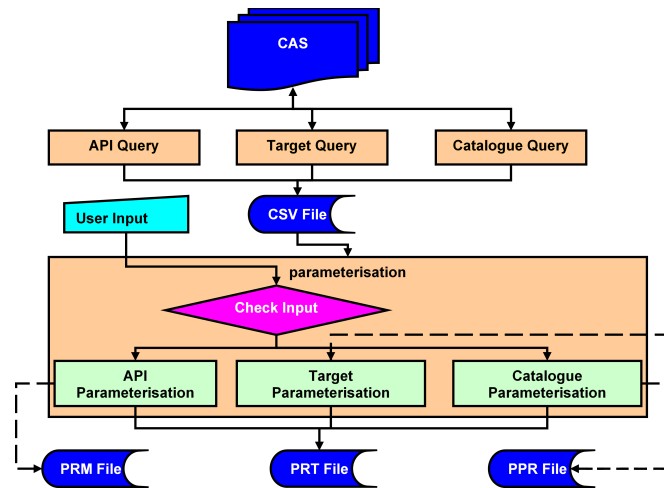 CAS
API Query
Target Query
Catalogue Query
User Input
CSV File
parameterisation
Check Input
API
Parameterisation
Target
Parameterisation
Catalogue
Parameterisation
PRM File
PRT File
PPR File